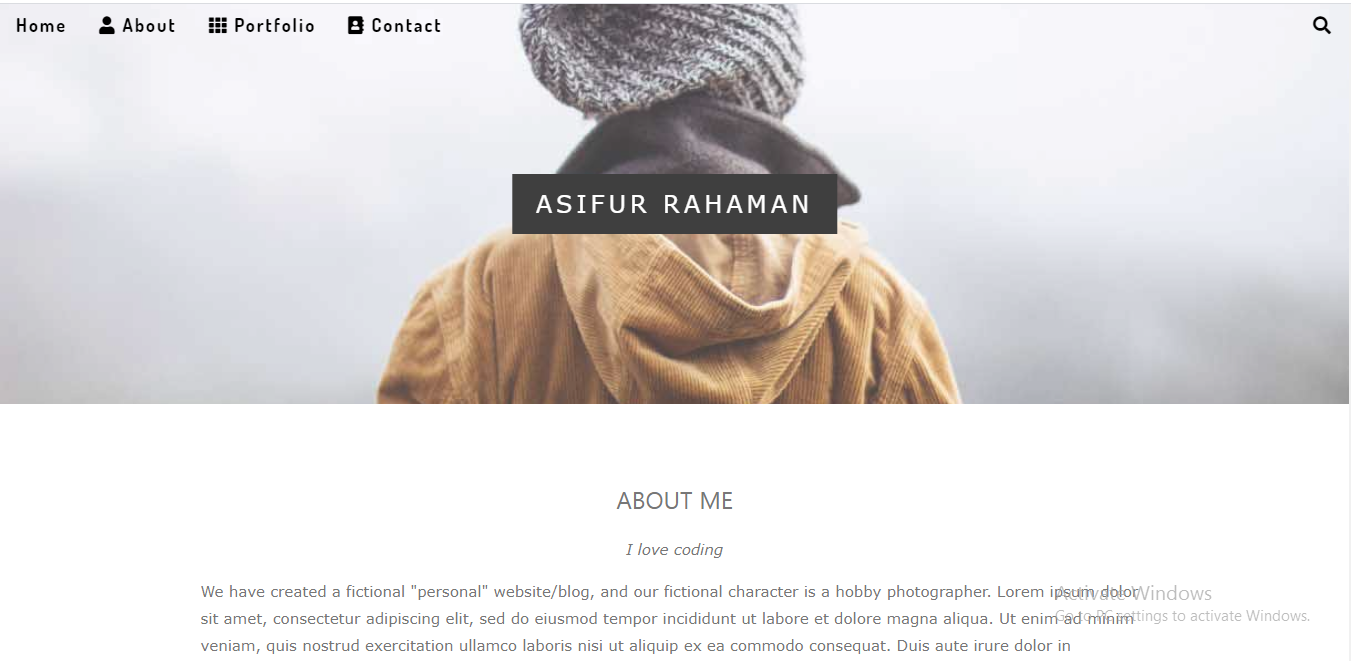 Home About Portfolio Contact
ASIFUR RAHAMAN
ABOUT ME
I love coding
We have created a fictional "personal" website/blog, and our fictional character is a hobby photographer. Lorem ipsum dolor
sit amet, consectetur adipiscing elit, sed do eiusmod tempor incididunt ut labore et dolore magna aliqua. Ut enim ad minim
veniam, quis nostrud exercitation ullamco laboris nisi ut aliquip ex ea commodo consequat. Duis aute irure dolor in
Activate Windows
Go to PC settings to activate Windows.